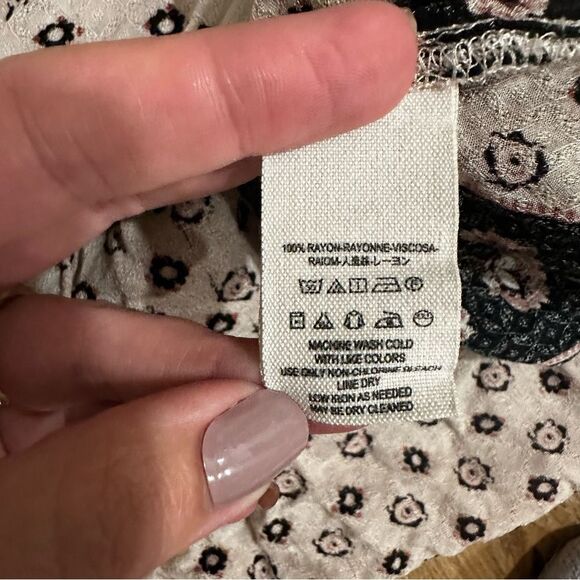 100% RAYON-RAYONNE-VISCOSA-
RAIOM-人造絲-レーヨン
MACHINE WASH COLD
WITH LIKE COLORS
USE ONLY NON-CHLORINE BLEACH
LINE DRY
LOW IRON AS NEEDED
MAY BE DRY CLEANED